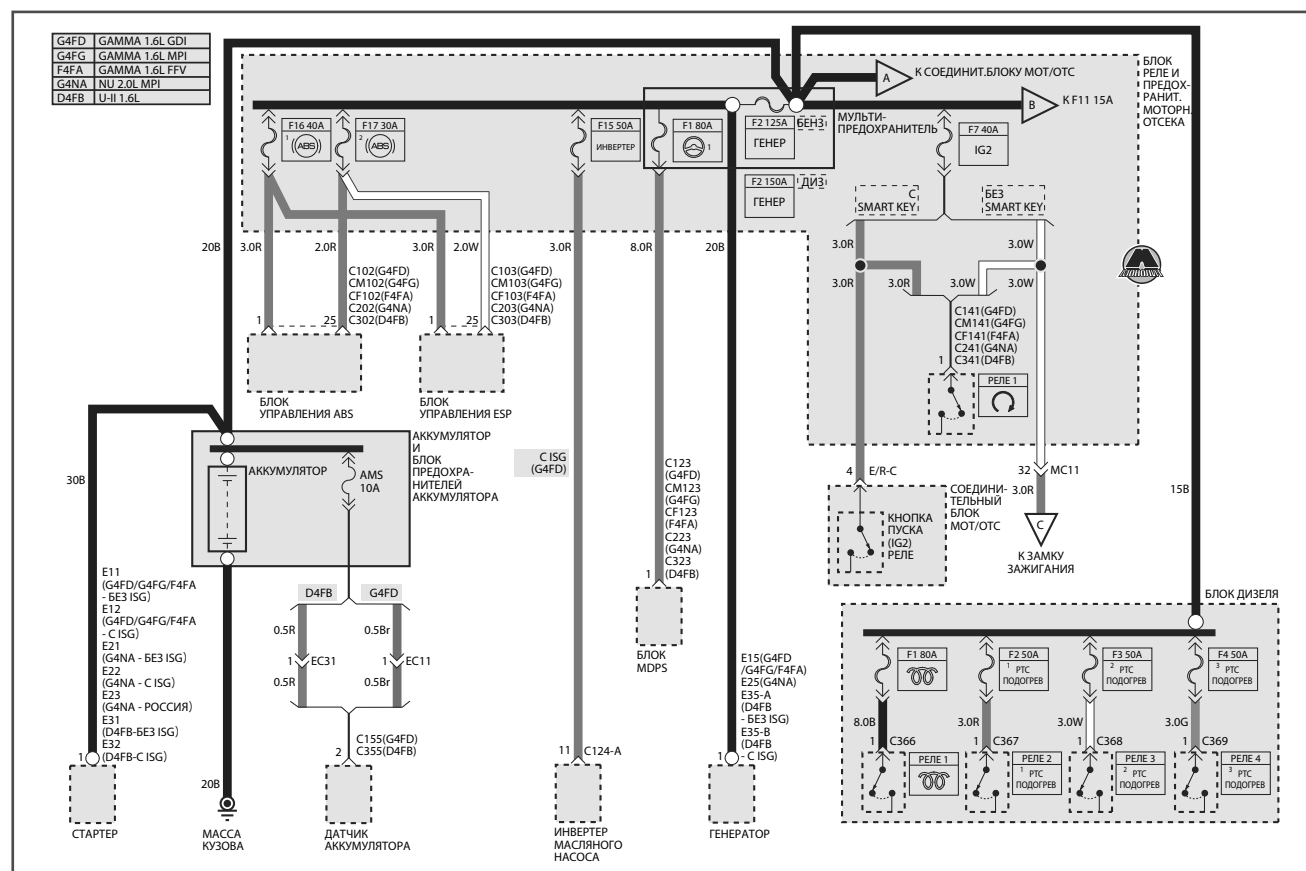 G4FD GAMMA 1.6L GDI
G4FG GAMMA 1.6L MPI
F4FA GAMMA 1.6L FFV
G4NA NU 2.0L MPI
D4FB U-II 1.6L
A
К СОЕДИНИТ.БЛОКУ МОТ/ОТС
B
К F11 15A
БЛОК
РЕЛЕ И
ПРЕДОХ-
РАНИТ.
МОТОРН.
ОТСЕКА
F16 40A
1 (ABS)
F17 30A
2 (ABS)
F15 50A
ИНВЕРТЕР
F1 80A
1
F2 125A
ГЕНЕР
БЕНЗ
МУЛЬТИ-
ПРЕДОХРАНИТЕЛЬ
F7 40A
IG2
F2 150A
ГЕНЕР
ДИЗ
С
SMART KEY
БЕЗ
SMART KEY
20B
3.0R
2.0R
3.0R
2.0W
3.0R
8.0R
20B
3.0R
3.0W
3.0R
3.0R
3.0W
3.0W
C102(G4FD)
CM102(G4FG)
CF102(F4FA)
C202(G4NA)
C302(D4FB)
1
25
C103(G4FD)
CM103(G4FG)
CF103(F4FA)
C203(G4NA)
C303(D4FB)
1
25
C141(G4FD)
CM141(G4FG)
CF141(F4FA)
C241(G4NA)
C341(D4FB)
1
РЕЛЕ 1
БЛОК
УПРАВЛЕНИЯ ABS
БЛОК
УПРАВЛЕНИЯ ESP
АККУМУЛЯТОР
И
БЛОК
ПРЕДОХРА-
НИТЕЛЕЙ
АККУМУЛЯТОРА
АККУМУЛЯТОР
AMS
10A
30B
С ISG
(G4FD)
C123
(G4FD)
CM123
(G4FG)
CF123
(F4FA)
C223
(G4NA)
C323
(D4FB)
1
БЛОК
MDPS
4 E/R-C
СОЕДИНИ-
ТЕЛЬНЫЙ
БЛОК
МОТ/ОТС
КНОПКА
ПУСКА
(IG2)
РЕЛЕ
32 MC11
3.0R
C
К ЗАМКУ
ЗАЖИГАНИЯ
15B
E11
(G4FD/G4FG/F4FA
- БЕЗ ISG)
E12
(G4FD/G4FG/F4FA
- С ISG)
E21
(G4NA - БЕЗ ISG)
E22
(G4NA - С ISG)
E23
(G4NA - РОССИЯ)
E31
(D4FB-БЕЗ ISG)
E32
1 (D4FB-С ISG)
СТАРТЕР
20B
МАССА
КУЗОВА
D4FB
G4FD
0.5R
0.5Br
1 EC31
1 EC11
0.5R
0.5Br
C155(G4FD)
2 C355(D4FB)
ДАТЧИК
АККУМУЛЯТОРА
11 C124-A
ИНВЕРТЕР
МАСЛЯНОГО
НАСОСА
E15(G4FD
/G4FG/F4FA)
E25(G4NA)
E35-A
(D4FB
- БЕЗ ISG)
E35-B
(D4FB
1 - С ISG)
ГЕНЕРАТОР
БЛОК ДИЗЕЛЯ
F1 80A
F2 50A
1 PTC
ПОДОГРЕВ
F3 50A
2 PTC
ПОДОГРЕВ
F4 50A
3 PTC
ПОДОГРЕВ
8.0B
3.0R
3.0W
3.0G
1 C366
1 C367
1 C368
1 C369
РЕЛЕ 1
РЕЛЕ 2
1 PTC
ПОДОГРЕВ
РЕЛЕ 3
2 PTC
ПОДОГРЕВ
РЕЛЕ 4
3 PTC
ПОДОГРЕВ